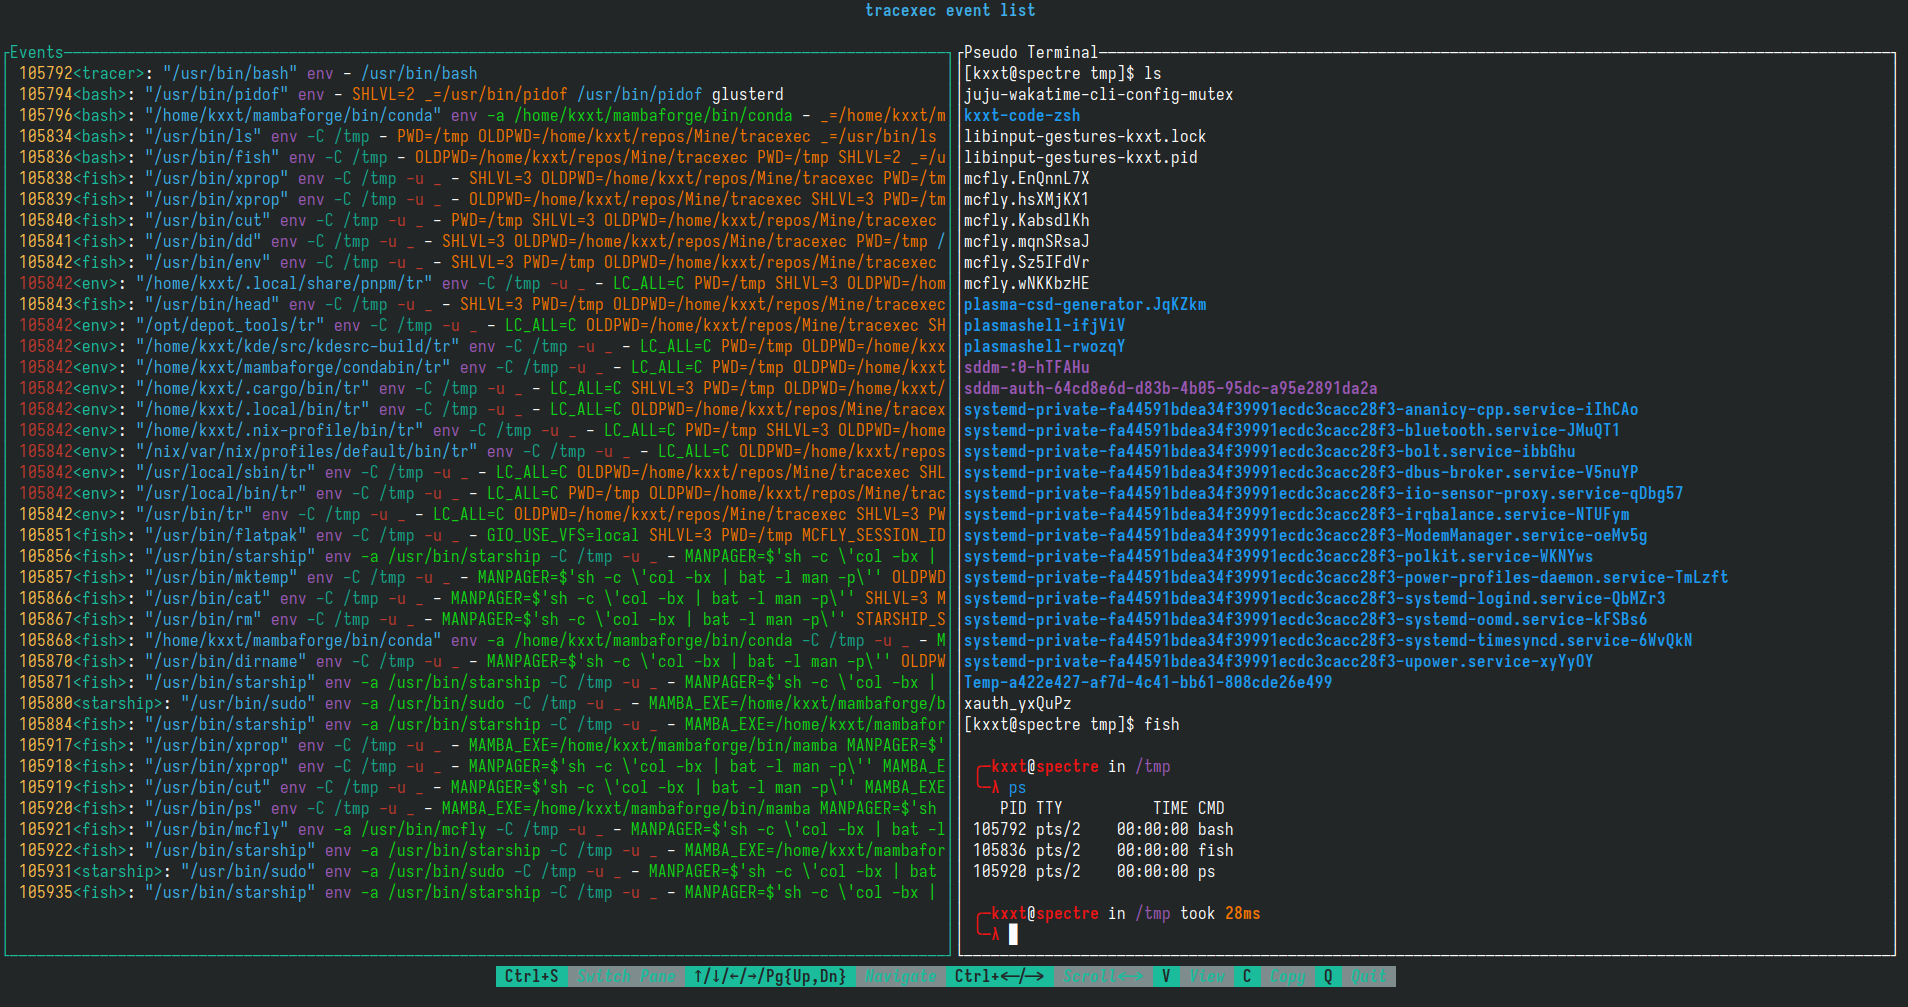 tracexec event list
Events
105792<tracer>: "/usr/bin/bash" env - /usr/bin/bash
105794<bash>: "/usr/bin/pidof" env - SHLVL=2 _=/usr/bin/pidof /usr/bin/pidof glusterd
105796<bash>: "/home/kxxt/mambaforge/bin/conda" env -a /home/kxxt/mambaforge/bin/conda - _=/home/kxxt/m
105834<bash>: "/usr/bin/ls" env -C /tmp - PWD=/tmp OLDPWD=/home/kxxt/repos/Mine/tracexec _=/usr/bin/ls
105836<bash>: "/usr/bin/fish" env -C /tmp - OLDPWD=/home/kxxt/repos/Mine/tracexec PWD=/tmp SHLVL=2 _=/u
105838<fish>: "/usr/bin/xprop" env -C /tmp -u _ - SHLVL=3 OLDPWD=/home/kxxt/repos/Mine/tracexec PWD=/tm
105839<fish>: "/usr/bin/xprop" env -C /tmp -u _ - OLDPWD=/home/kxxt/repos/Mine/tracexec SHLVL=3 PWD=/tm
105840<fish>: "/usr/bin/cut" env -C /tmp -u _ - PWD=/tmp SHLVL=3 OLDPWD=/home/kxxt/repos/Mine/tracexec
105841<fish>: "/usr/bin/dd" env -C /tmp -u _ - SHLVL=3 OLDPWD=/home/kxxt/repos/Mine/tracexec PWD=/tmp /
105842<fish>: "/usr/bin/env" env -C /tmp -u _ - SHLVL=3 PWD=/tmp OLDPWD=/home/kxxt/repos/Mine/tracexec
105842<env>: "/home/kxxt/.local/share/pnpm/tr" env -C /tmp -u _ - LC_ALL=C PWD=/tmp SHLVL=3 OLDPWD=/hom
105843<fish>: "/usr/bin/head" env -C /tmp -u _ - SHLVL=3 PWD=/tmp OLDPWD=/home/kxxt/repos/Mine/tracexec
105842<env>: "/opt/depot_tools/tr" env -C /tmp -u _ - LC_ALL=C OLDPWD=/home/kxxt/repos/Mine/tracexec SH
105842<env>: "/home/kxxt/kde/src/kdesrc-build/tr" env -C /tmp -u _ - LC_ALL=C PWD=/tmp OLDPWD=/home/kxx
105842<env>: "/home/kxxt/mambaforge/condabin/tr" env -C /tmp -u _ - LC_ALL=C PWD=/tmp OLDPWD=/home/kxxt
105842<env>: "/home/kxxt/.cargo/bin/tr" env -C /tmp -u _ - LC_ALL=C SHLVL=3 PWD=/tmp OLDPWD=/home/kxxt/
105842<env>: "/home/kxxt/.local/bin/tr" env -C /tmp -u _ - LC_ALL=C OLDPWD=/home/kxxt/repos/Mine/tracex
105842<env>: "/home/kxxt/.nix-profile/bin/tr" env -C /tmp -u _ - LC_ALL=C PWD=/tmp SHLVL=3 OLDPWD=/home
105842<env>: "/nix/var/nix/profiles/default/bin/tr" env -C /tmp -u _ - LC_ALL=C OLDPWD=/home/kxxt/repos
105842<env>: "/usr/local/sbin/tr" env -C /tmp -u _ - LC_ALL=C OLDPWD=/home/kxxt/repos/Mine/tracexec SHL
105842<env>: "/usr/local/bin/tr" env -C /tmp -u _ - LC_ALL=C PWD=/tmp OLDPWD=/home/kxxt/repos/Mine/trac
105842<env>: "/usr/bin/tr" env -C /tmp -u _ - LC_ALL=C OLDPWD=/home/kxxt/repos/Mine/tracexec SHLVL=3 PW
105851<fish>: "/usr/bin/flatpak" env -C /tmp -u _ - GIO_USE_VFS=local SHLVL=3 PWD=/tmp MCFLY_SESSION_ID
105856<fish>: "/usr/bin/starship" env -a /usr/bin/starship -C /tmp -u _ - MANPAGER=$'sh -c \'col -bx |
105857<fish>: "/usr/bin/mktemp" env -C /tmp -u _ - MANPAGER=$'sh -c \'col -bx | bat -l man -p\'' OLDPWD
105866<fish>: "/usr/bin/cat" env -C /tmp -u _ - MANPAGER=$'sh -c \'col -bx | bat -l man -p\'' SHLVL=3 M
105867<fish>: "/usr/bin/rm" env -C /tmp -u _ - MANPAGER=$'sh -c \'col -bx | bat -l man -p\'' STARSHIP_S
105868<fish>: "/home/kxxt/mambaforge/bin/conda" env -a /home/kxxt/mambaforge/bin/conda -C /tmp -u _ - M
105870<fish>: "/usr/bin/dirname" env -C /tmp -u _ - MANPAGER=$'sh -c \'col -bx | bat -l man -p\'' OLDPW
105871<fish>: "/usr/bin/starship" env -a /usr/bin/starship -C /tmp -u _ - MANPAGER=$'sh -c \'col -bx |
105880<starship>: "/usr/bin/sudo" env -a /usr/bin/sudo -C /tmp -u _ - MAMBA_EXE=/home/kxxt/mambaforge/b
105884<fish>: "/usr/bin/starship" env -a /usr/bin/starship -C /tmp -u _ - MAMBA_EXE=/home/kxxt/mambafor
105917<fish>: "/usr/bin/xprop" env -C /tmp -u _ - MAMBA_EXE=/home/kxxt/mambaforge/bin/mamba MANPAGER=$'
105918<fish>: "/usr/bin/xprop" env -C /tmp -u _ - MANPAGER=$'sh -c \'col -bx | bat -l man -p\'' MAMBA_E
105919<fish>: "/usr/bin/cut" env -C /tmp -u _ - MANPAGER=$'sh -c \'col -bx | bat -l man -p\'' MAMBA_EXE
105920<fish>: "/usr/bin/ps" env -C /tmp -u _ - MAMBA_EXE=/home/kxxt/mambaforge/bin/mamba MANPAGER=$'sh
105921<fish>: "/usr/bin/mcfly" env -a /usr/bin/mcfly -C /tmp -u _ - MANPAGER=$'sh -c \'col -bx | bat -l
105922<fish>: "/usr/bin/starship" env -a /usr/bin/starship -C /tmp -u _ - MAMBA_EXE=/home/kxxt/mambafor
105931<starship>: "/usr/bin/sudo" env -a /usr/bin/sudo -C /tmp -u _ - MANPAGER=$'sh -c \'col -bx | bat
105935<fish>: "/usr/bin/starship" env -a /usr/bin/starship -C /tmp -u _ - MANPAGER=$'sh -c \'col -bx |
Pseudo Terminal
[kxxt@spectre tmp]$ ls
juju-wakatime-cli-config-mutex
kxxt-code-zsh
libinput-gestures-kxxt.lock
libinput-gestures-kxxt.pid
mcfly.EnQnnL7X
mcfly.hsXMjKX1
mcfly.KabsdlKh
mcfly.mqnSRsaJ
mcfly.Sz5IFdVr
mcfly.wNKKbzHE
plasma-csd-generator.JqKZkm
plasmashell-ifjViV
plasmashell-rwozqY
sddm-:0-hTFAHu
sddm-auth-64cd8e6d-d83b-4b05-95dc-a95e2891da2a
systemd-private-fa44591bdea34f39991ecdc3cacc28f3-ananicy-cpp.service-iIhCAo
systemd-private-fa44591bdea34f39991ecdc3cacc28f3-bluetooth.service-JMuQT1
systemd-private-fa44591bdea34f39991ecdc3cacc28f3-bolt.service-ibbGhu
systemd-private-fa44591bdea34f39991ecdc3cacc28f3-dbus-broker.service-V5nuYP
systemd-private-fa44591bdea34f39991ecdc3cacc28f3-iio-sensor-proxy.service-qDbg57
systemd-private-fa44591bdea34f39991ecdc3cacc28f3-irqbalance.service-NTUFym
systemd-private-fa44591bdea34f39991ecdc3cacc28f3-ModemManager.service-oeMv5g
systemd-private-fa44591bdea34f39991ecdc3cacc28f3-polkit.service-WKNYws
systemd-private-fa44591bdea34f39991ecdc3cacc28f3-power-profiles-daemon.service-TmLzft
systemd-private-fa44591bdea34f39991ecdc3cacc28f3-systemd-logind.service-QbMZr3
systemd-private-fa44591bdea34f39991ecdc3cacc28f3-systemd-oomd.service-kFSBs6
systemd-private-fa44591bdea34f39991ecdc3cacc28f3-systemd-timesyncd.service-6WvQkN
systemd-private-fa44591bdea34f39991ecdc3cacc28f3-upower.service-xyYyOY
Temp-a422e427-af7d-4c41-bb61-808cde26e499
xauth_yxQuPz
[kxxt@spectre tmp]$ fish
╭─kxxt@spectre in /tmp
╰─λ ps
PID TTY TIME CMD
105792 pts/2 00:00:00 bash
105836 pts/2 00:00:00 fish
105920 pts/2 00:00:00 ps
╭─kxxt@spectre in /tmp took 28ms
╰─λ
Ctrl+S Switch Pane ↑/↓/←/→/Pg{Up,Dn} Navigate Ctrl+<-/-> Scroll<-> V View C Copy Q Quit